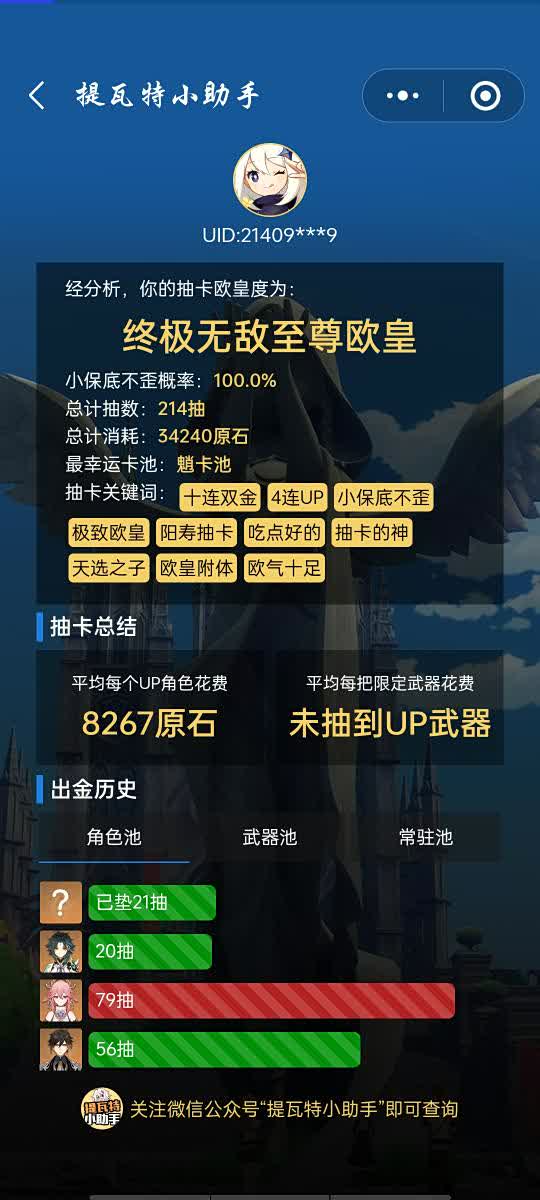 提瓦特小助手
UID:21409***9
经分析，你的抽卡欧皇度为：
终极无敌至尊欧皇
小保底不歪概率：100.0%
总计抽数：214抽
总计消耗：34240原石
最幸运卡池：魈卡池
抽卡关键词： 十连双金 4连UP 小保底不歪
极致欧皇 阳寿抽卡 吃点好的 抽卡的神
天选之子 欧皇附体 欧气十足
抽卡总结
平均每个UP角色花费 平均每把限定武器花费
8267原石 未抽到UP武器
出金历史
角色池 武器池 常驻池
? 已垫21抽
20抽
79抽
56抽
提瓦特
小助手
关注微信公众号“提瓦特小助手”即可查询